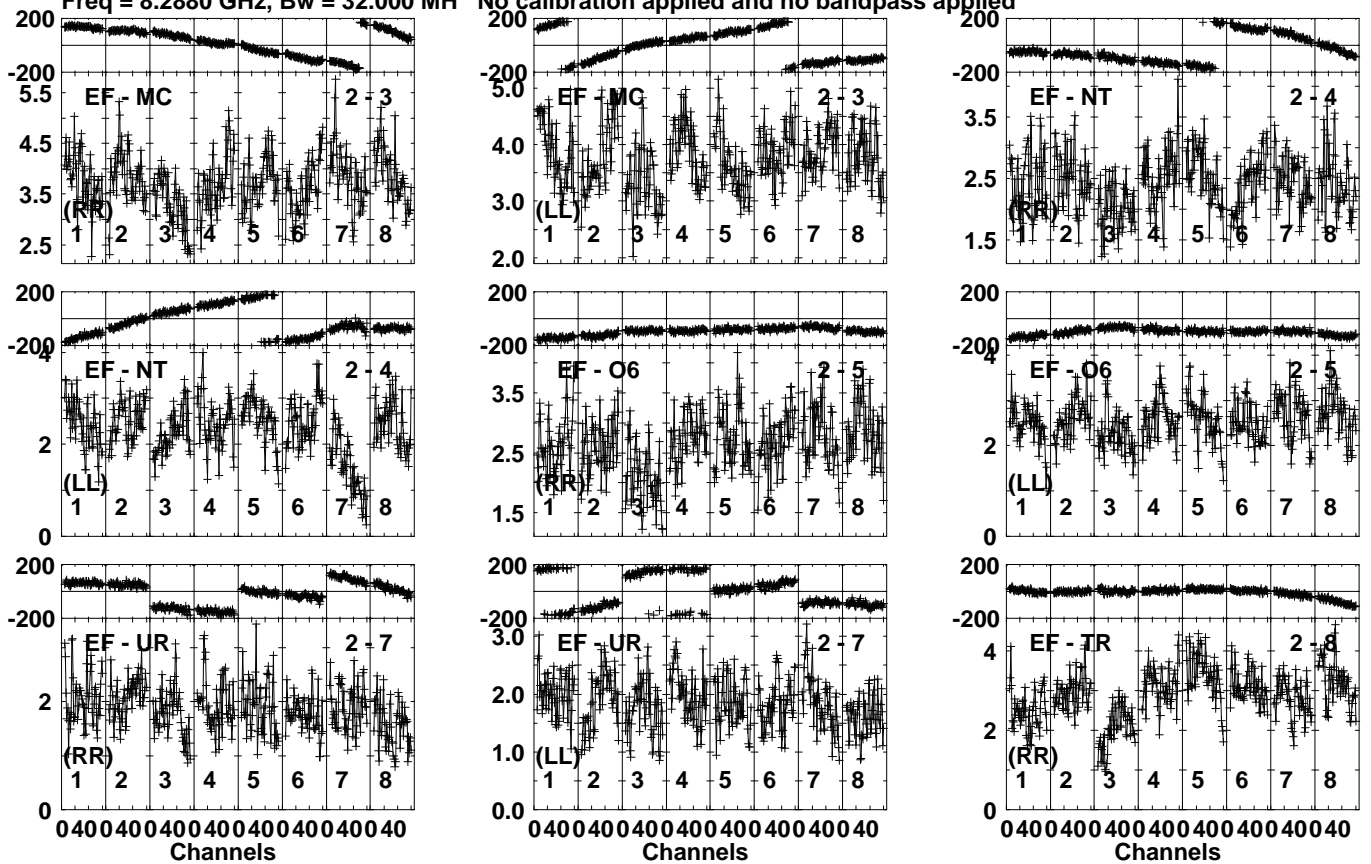 Freq = 8.2880 GHz, Bw = 32.000 MH No calibration applied and no bandpass applied
200
-200
5.5
4.5
3.5
2.5
EF - MC 2 - 3
(RR)
1 2 3 4 5 6 7 8
200
-200
5.0
4.0
3.0
2.0
EF - MC 2 - 3
(LL)
1 2 3 4 5 6 7 8
200
-200
3.5
2.5
1.5
EF - NT 2 - 4
(RR)
1 2 3 4 5 6 7 8
200
-200
4
2
0
EF - NT 2 - 4
(LL)
1 2 3 4 5 6 7 8
200
-200
3.5
2.5
1.5
EF - O6 2 - 5
(RR)
1 2 3 4 5 6 7 8
200
-200
4
2
0
EF - O6 2 - 5
(LL)
1 2 3 4 5 6 7 8
200
-200
2
0
EF - UR 2 - 7
(RR)
1 2 3 4 5 6 7 8
0 40 0 40 0 40 0 40 0 40 0 40 0 40 0 40
Channels
200
-200
3.0
2.0
1.0
0.0
EF - UR 2 - 7
(LL)
1 2 3 4 5 6 7 8
0 40 0 40 0 40 0 40 0 40 0 40 0 40 0 40
Channels
200
-200
4
2
0
EF - TR 2 - 8
(RR)
1 2 3 4 5 6 7 8
0 40 0 40 0 40 0 40 0 40 0 40 0 40 0 40
Channels